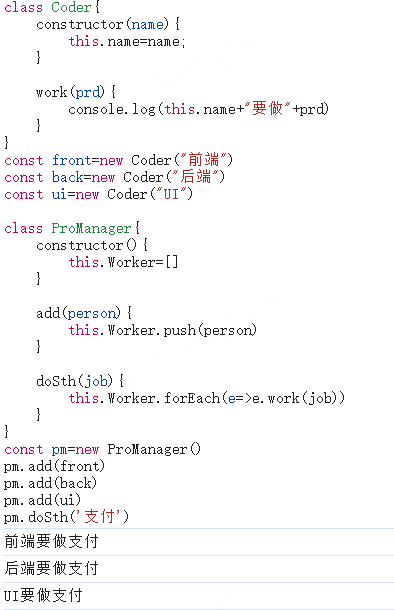 class Coder{
    constructor(name){
        this.name=name;
    }

    work(prd){
        console.log(this.name+"要做"+prd)
    }
}
const front=new Coder("前端")
const back=new Coder("后端")
const ui=new Coder("UI")

class ProManager{
    constructor(){
        this.Worker=[]
    }

    add(person){
        this.Worker.push(person)
    }

    doSth(job){
        this.Worker.forEach(e=>e.work(job))
    }
}
const pm=new ProManager()
pm.add(front)
pm.add(back)
pm.add(ui)
pm.doSth('支付')
前端要做支付
后端要做支付
UI要做支付